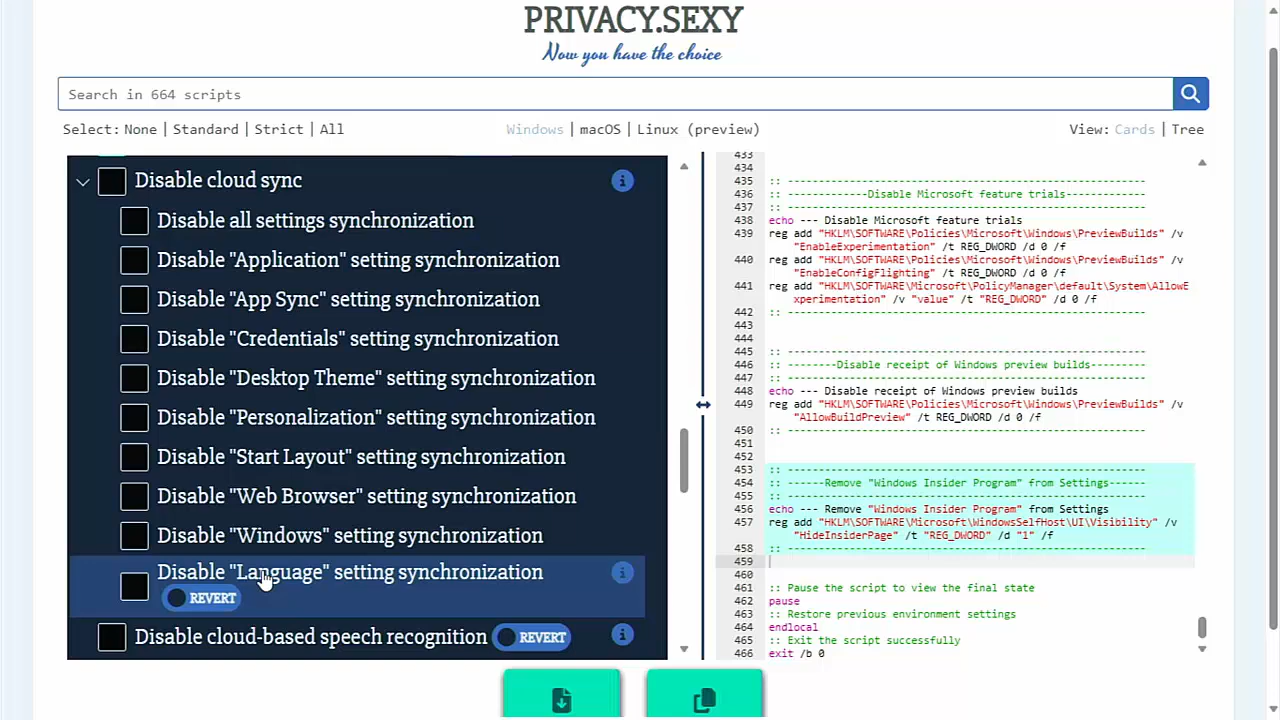 PRIVACY.SEXY
Now you have the choice
Search in 664 scripts
Select: None | Standard | Strict | All
Windows | macOS | Linux (preview)
View: Cards | Tree
Disable cloud sync
Disable all settings synchronization
Disable "Application" setting synchronization
Disable "App Sync" setting synchronization
Disable "Credentials" setting synchronization
Disable "Desktop Theme" setting synchronization
Disable "Personalization" setting synchronization
Disable "Start Layout" setting synchronization
Disable "Web Browser" setting synchronization
Disable "Windows" setting synchronization
Disable "Language" setting synchronization
REVERT
Disable cloud-based speech recognition REVERT
433
434
435 :: ----------------------------------------------------------
436 :: ------------Disable Microsoft feature trials-------------
437 :: ----------------------------------------------------------
438 echo --- Disable Microsoft feature trials
439 reg add "HKLM\SOFTWARE\Policies\Microsoft\Windows\PreviewBuilds" /v
"EnableExperimentation" /t REG_DWORD /d 0 /f
440 reg add "HKLM\SOFTWARE\Policies\Microsoft\Windows\PreviewBuilds" /v
"EnableConfigFlighting" /t REG_DWORD /d 0 /f
441 reg add "HKLM\SOFTWARE\Microsoft\PolicyManager\default\System\AllowE
xperimentation" /v "value" /t "REG_DWORD" /d 0 /f
442 :: ----------------------------------------------------------
443
444
445 :: ----------------------------------------------------------
446 :: --------Disable receipt of Windows preview builds---------
447 :: ----------------------------------------------------------
448 echo --- Disable receipt of Windows preview builds
449 reg add "HKLM\SOFTWARE\Policies\Microsoft\Windows\PreviewBuilds" /v
"AllowBuildPreview" /t REG_DWORD /d 0 /f
450 :: ----------------------------------------------------------
451
452
453 :: ----------------------------------------------------------
454 :: ------Remove "Windows Insider Program" from Settings------
455 :: ----------------------------------------------------------
456 echo --- Remove "Windows Insider Program" from Settings
457 reg add "HKLM\SOFTWARE\Microsoft\WindowsSelfHost\UI\Visibility" /v
"HideInsiderPage" /t "REG_DWORD" /d "1" /f
458 :: ----------------------------------------------------------
459
460
461 :: Pause the script to view the final state
462 pause
463 :: Restore previous environment settings
464 endlocal
465 :: Exit the script successfully
466 exit /b 0